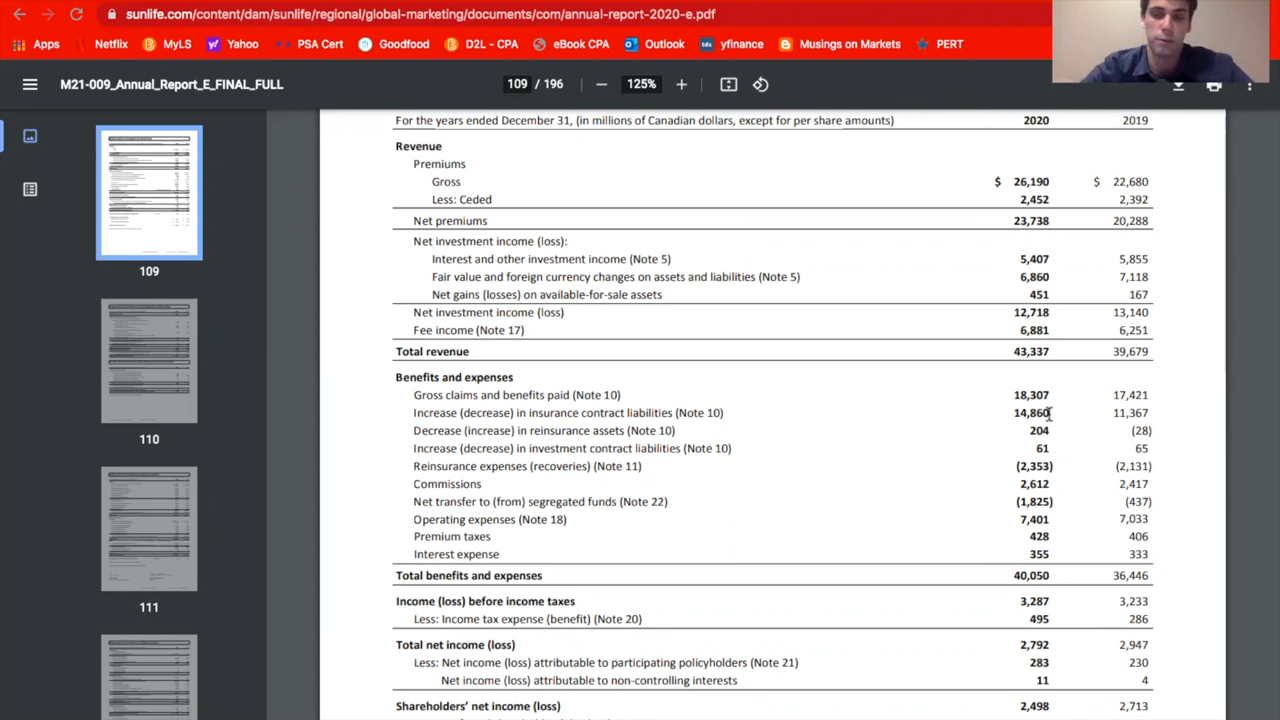 sunlife.com/content/dam/sunlife/regional/global-marketing/documents/com/annual-report-2020-e.pdf
Apps Netflix MyLS Yahoo PSA Cert Goodfood D2L - CPA eBook CPA Outlook tds yfinance Musings on Markets PERT
M21-009_Annual_Report_E_FINAL_FULL 109 / 196 125%
109
110
111
For the years ended December 31, (in millions of Canadian dollars, except for per share amounts) 2020 2019
Revenue
Premiums
Gross $ 26,190 $ 22,680
Less: Ceded 2,452 2,392
Net premiums 23,738 20,288
Net investment income (loss):
Interest and other investment income (Note 5) 5,407 5,855
Fair value and foreign currency changes on assets and liabilities (Note 5) 6,860 7,118
Net gains (losses) on available-for-sale assets 451 167
Net investment income (loss) 12,718 13,140
Fee income (Note 17) 6,881 6,251
Total revenue 43,337 39,679
Benefits and expenses
Gross claims and benefits paid (Note 10) 18,307 17,421
Increase (decrease) in insurance contract liabilities (Note 10) 14,860 11,367
Decrease (increase) in reinsurance assets (Note 10) 204 (28)
Increase (decrease) in investment contract liabilities (Note 10) 61 65
Reinsurance expenses (recoveries) (Note 11) (2,353) (2,131)
Commissions 2,612 2,417
Net transfer to (from) segregated funds (Note 22) (1,825) (437)
Operating expenses (Note 18) 7,401 7,033
Premium taxes 428 406
Interest expense 355 333
Total benefits and expenses 40,050 36,446
Income (loss) before income taxes 3,287 3,233
Less: Income tax expense (benefit) (Note 20) 495 286
Total net income (loss) 2,792 2,947
Less: Net income (loss) attributable to participating policyholders (Note 21) 283 230
Net income (loss) attributable to non-controlling interests 11 4
Shareholders' net income (loss) 2,498 2,713